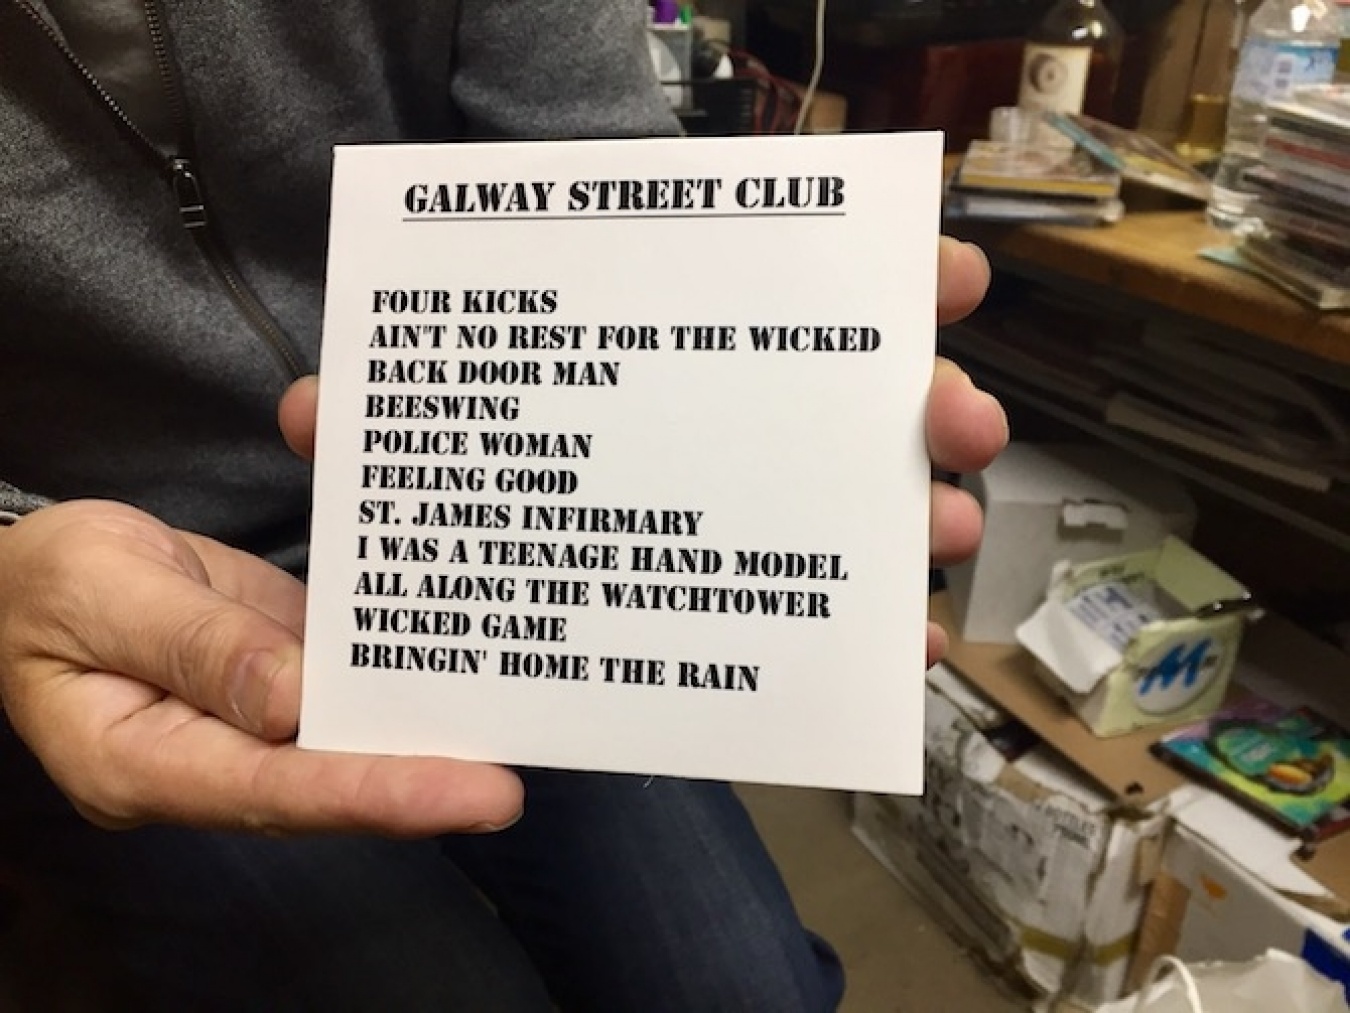 GALWAY STREET CLUB
FOUR KICKS
AIN'T NO REST FOR THE WICKED
BACK DOOR MAN
BEESWING
POLICE WOMAN
FEELING GOOD
ST. JAMES INFIRMARY
I WAS A TEENAGE HAND MODEL
ALL ALONG THE WATCHTOWER
WICKED GAME
BRINGIN' HOME THE RAIN
M